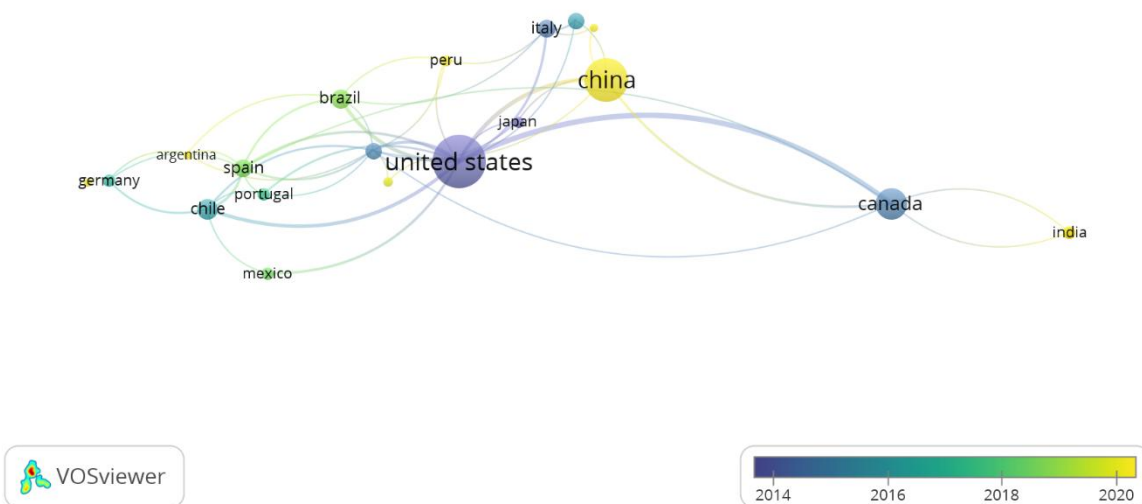 italy
peru
china
brazil
japan
argentina
united states
spain
germany
portugal
chile
canada
india
mexico
VOSviewer
2014 2016 2018 2020